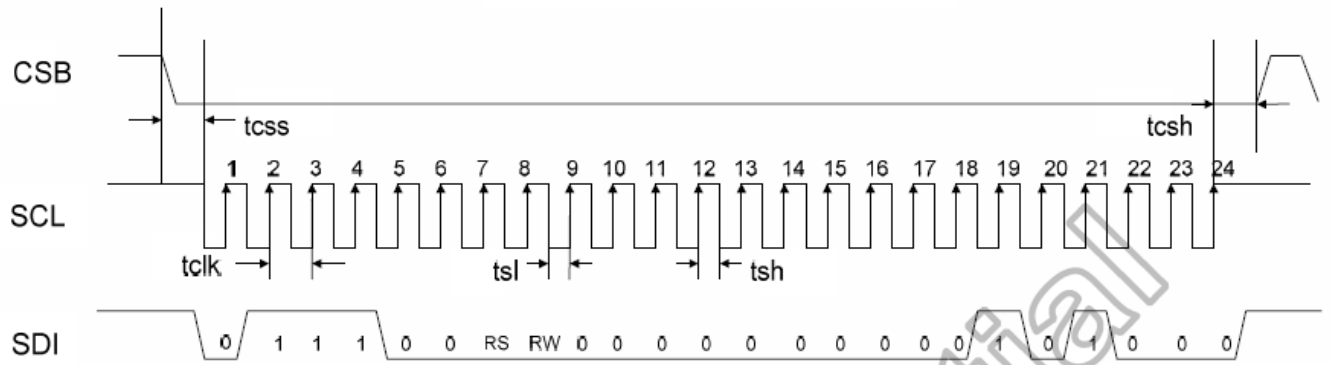 CSB
tcss
tcsh
1 2 3 4 5 6 7 8 9 10 11 12 13 14 15 16 17 18 19 20 21 22 23 24
SCL
tclk
tsl
tsh
SDI
0 1 1 1 0 0 RS RW 0 0 0 0 0 0 0 0 0 0 1 0 1 0 0 0